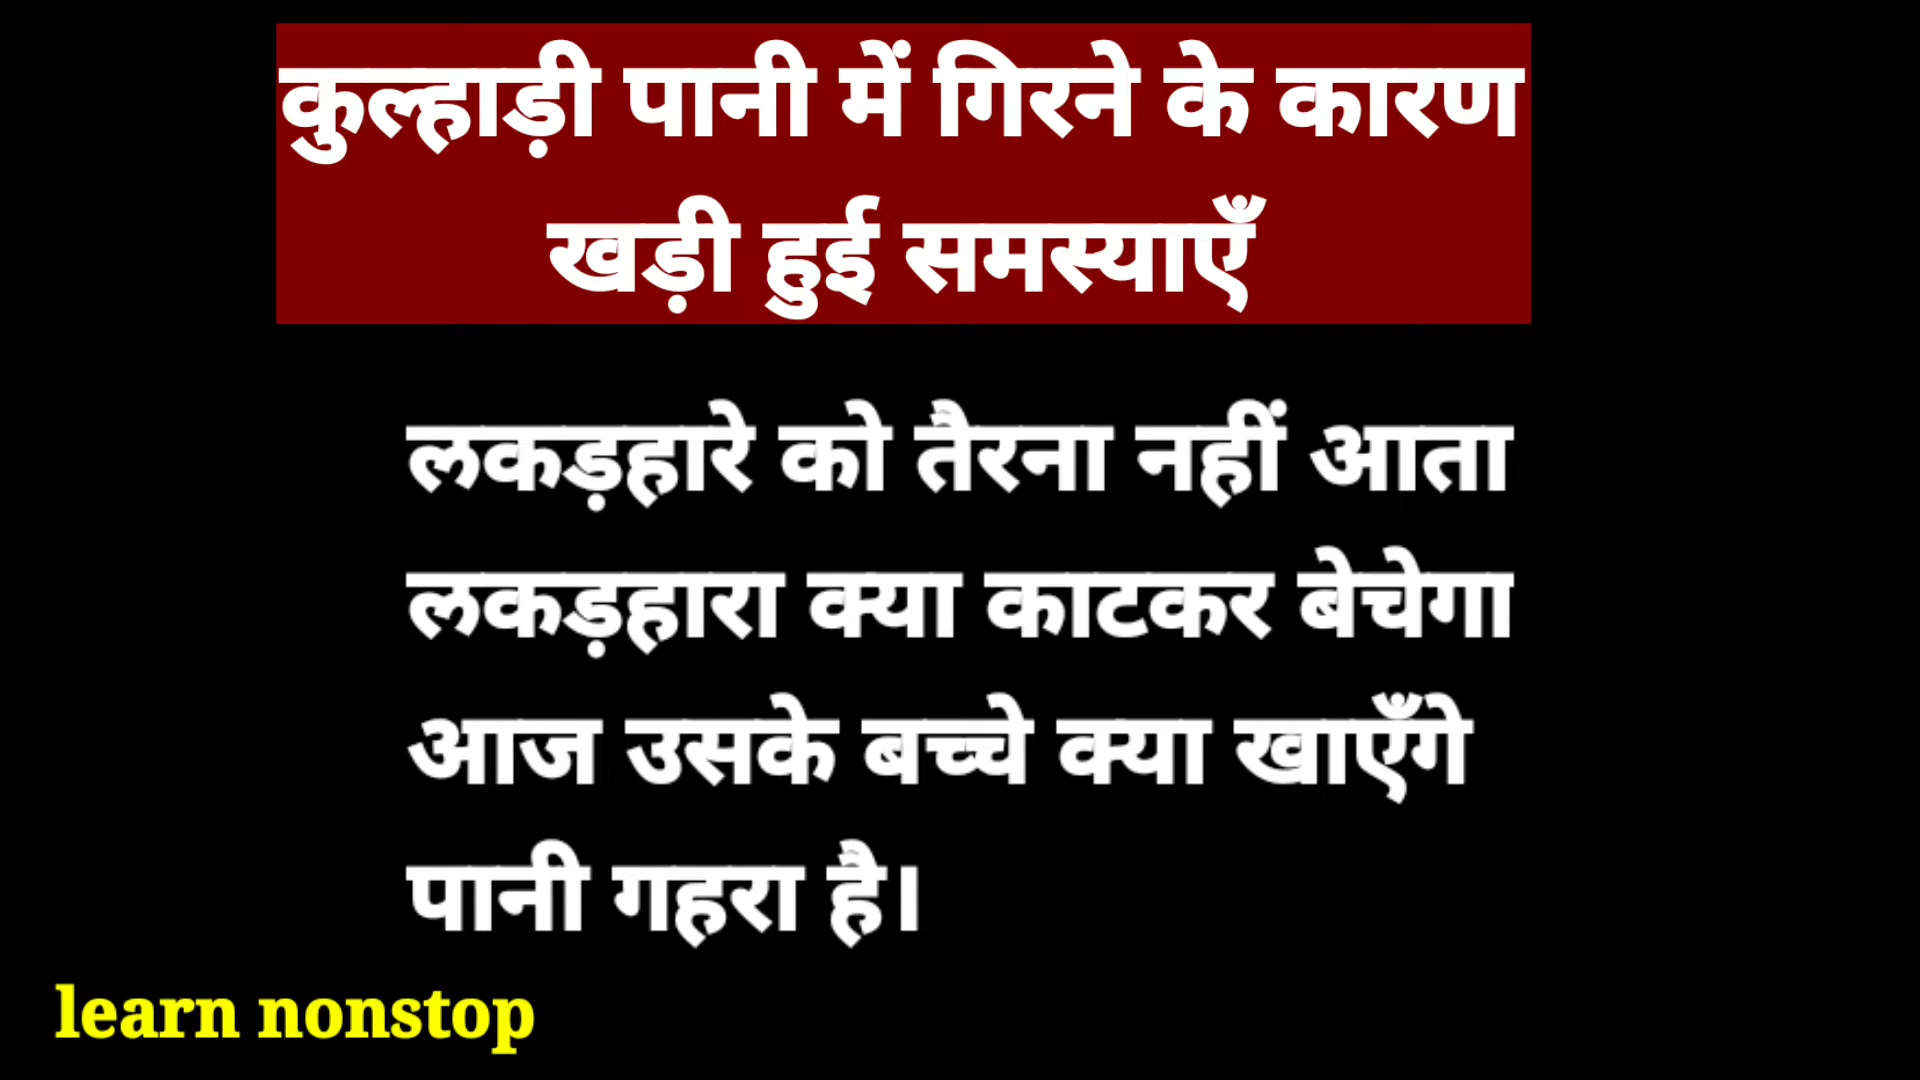 कुल्हाड़ी पानी में गिरने के कारण
खड़ी हुई समस्याएँ
लकड़हारे को तैरना नहीं आता
लकड़हारा क्या काटकर बेचेगा
आज उसके बच्चे क्या खाएँगे
पानी गहरा है।
learn nonstop